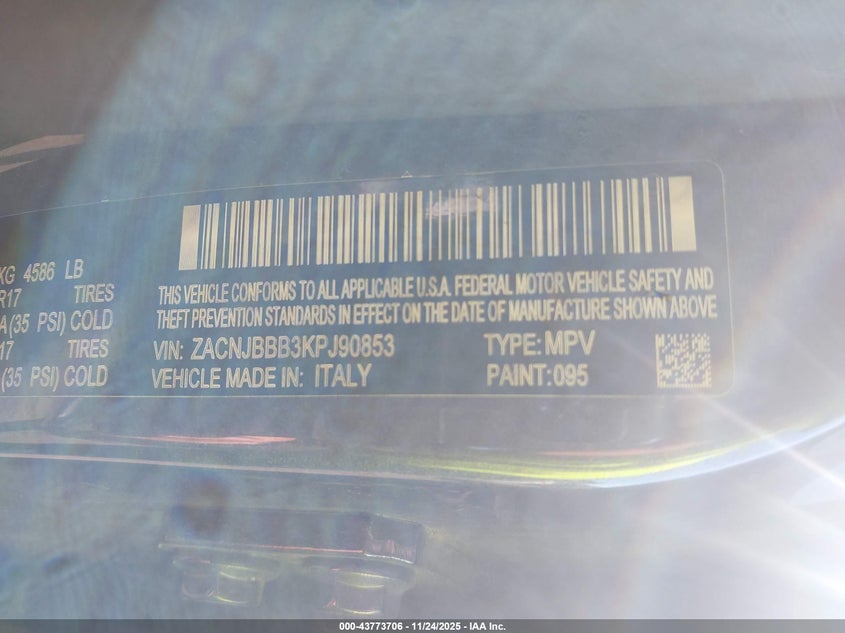 KG 4586 LB
R17 TIRES
A(35 PSI) COLD
17 TIRES
(35 PSI) COLD
THIS VEHICLE CONFORMS TO ALL APPLICABLE U.S.A. FEDERAL MOTOR VEHICLE SAFETY AND
THEFT PREVENTION STANDARDS IN EFFECT ON THE DATE OF MANUFACTURE SHOWN ABOVE
VIN: ZACNJBBB3KPJ90853 TYPE: MPV
VEHICLE MADE IN: ITALY PAINT: 095
000-43773706 - 11/24/2025 - IAA Inc.